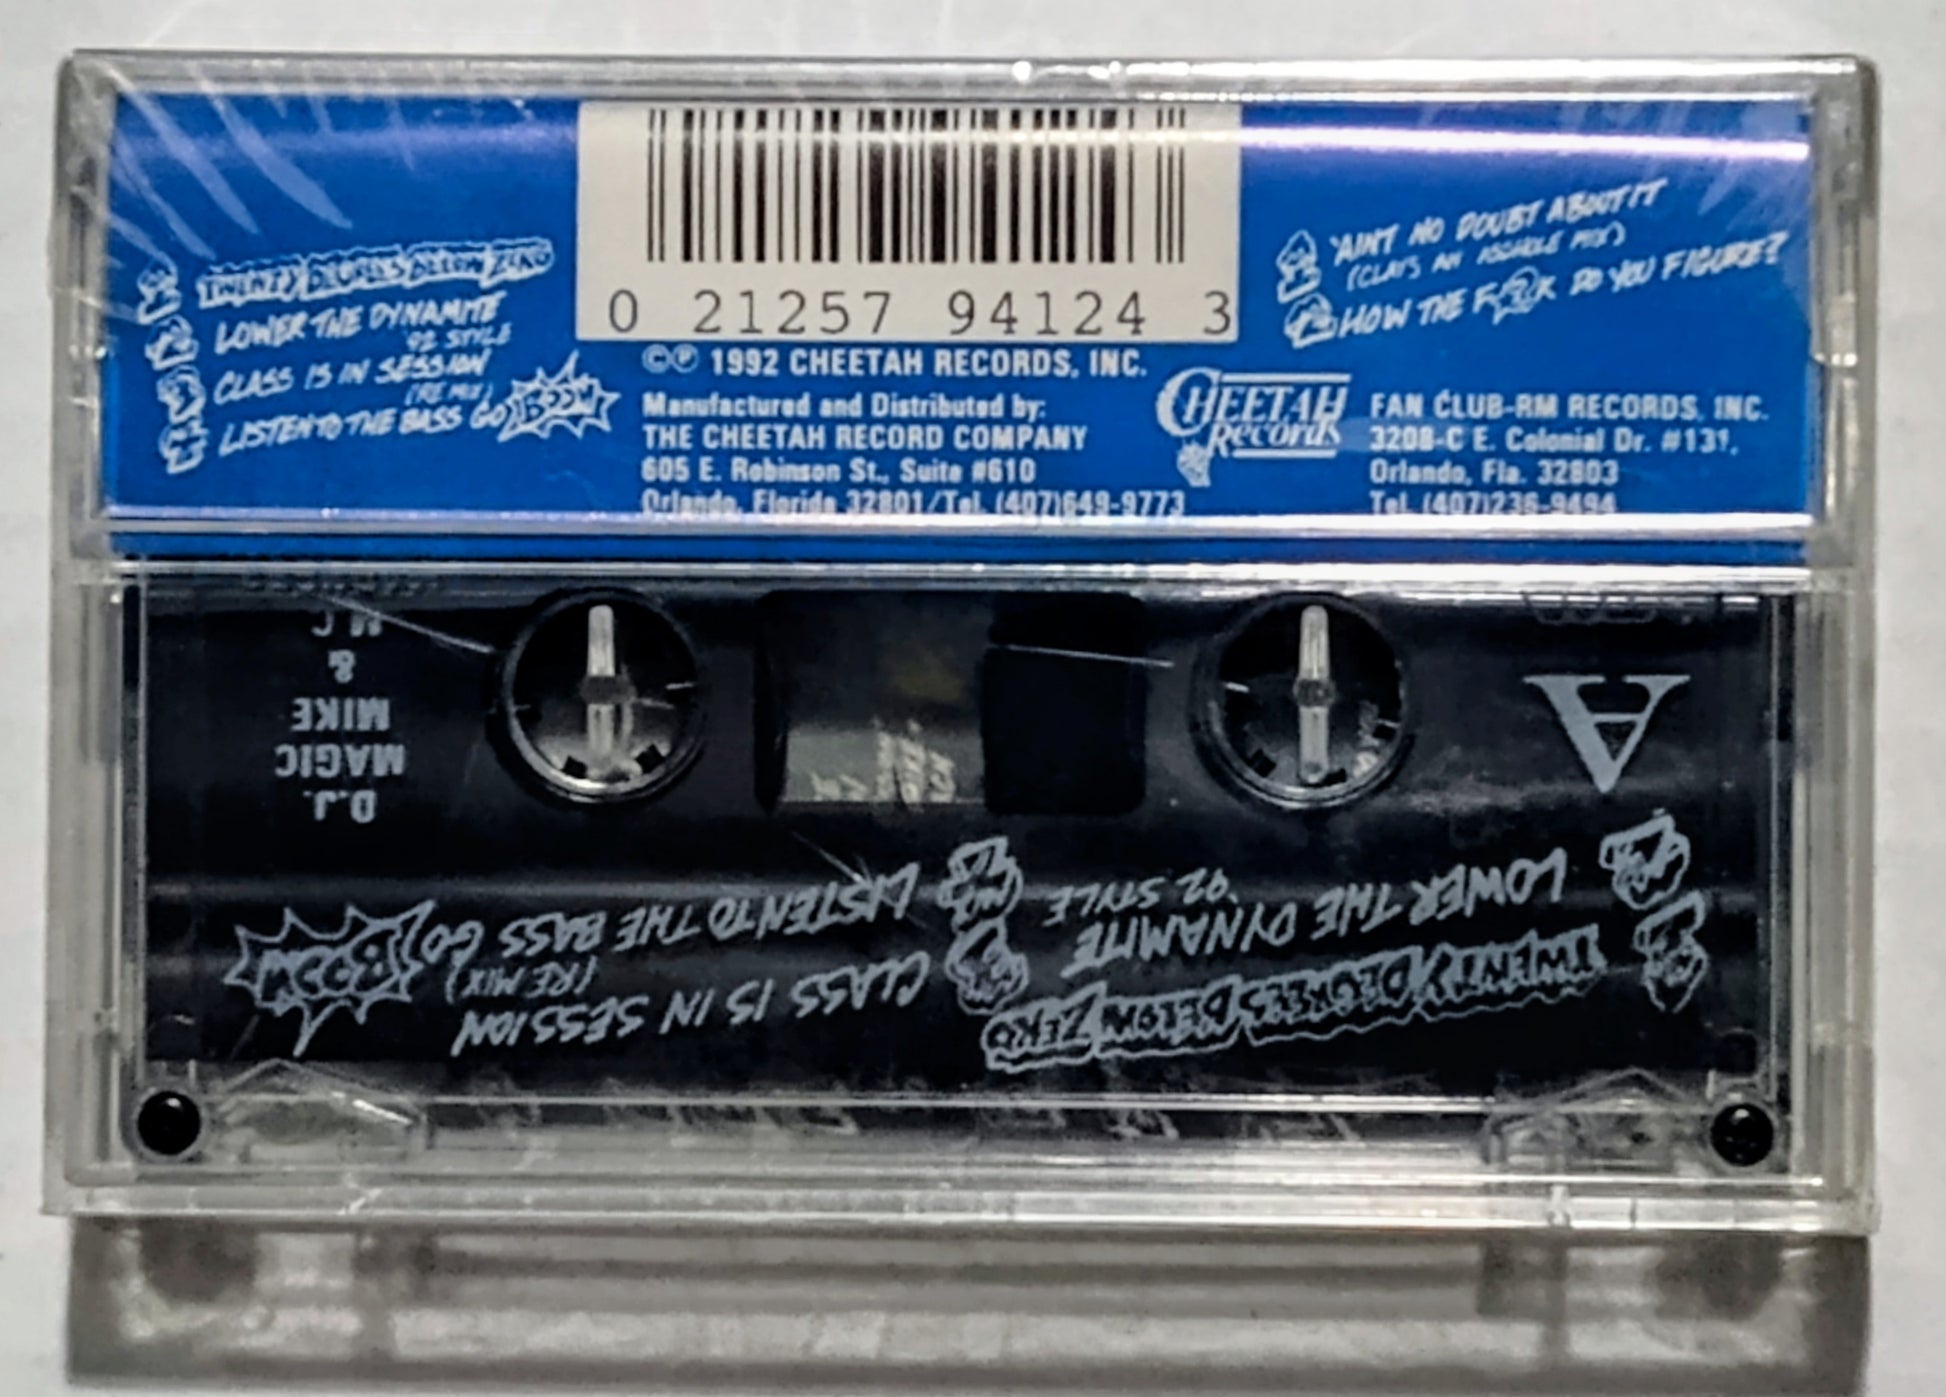 TWENTY DEGREES BELOW ZERO
LOWER THE DYNAMITE
'92 STYLE
CLASS IS IN SESSION
(RE MIX)
LISTEN TO THE BASS GO BOOM
0 21257 94124 3
©℗ 1992 CHEETAH RECORDS, INC.
Manufactured and Distributed by:
THE CHEETAH RECORD COMPANY
605 E. Robinson St., Suite #610
Orlando, Florida 32801/Tel. (407)649-9773
'AINT NO DOUBT ABOUT IT
(CLAY'S AN ASSHOLE MIX)
HOW THE F?K DO YOU FIGURE?
CHEETAH
Records
FAN CLUB-RM RECORDS, INC.
3208-C E. Colonial Dr. #131,
Orlando, Fla. 32803
Tel. (407)236-9494
A
D.J.
MAGIC
MIKE
&
M.C.
TWENTY DEGREES BELOW ZERO
LOWER THE DYNAMITE
'92 STYLE
CLASS IS IN SESSION
(RE MIX)
LISTEN TO THE BASS GO BOOM